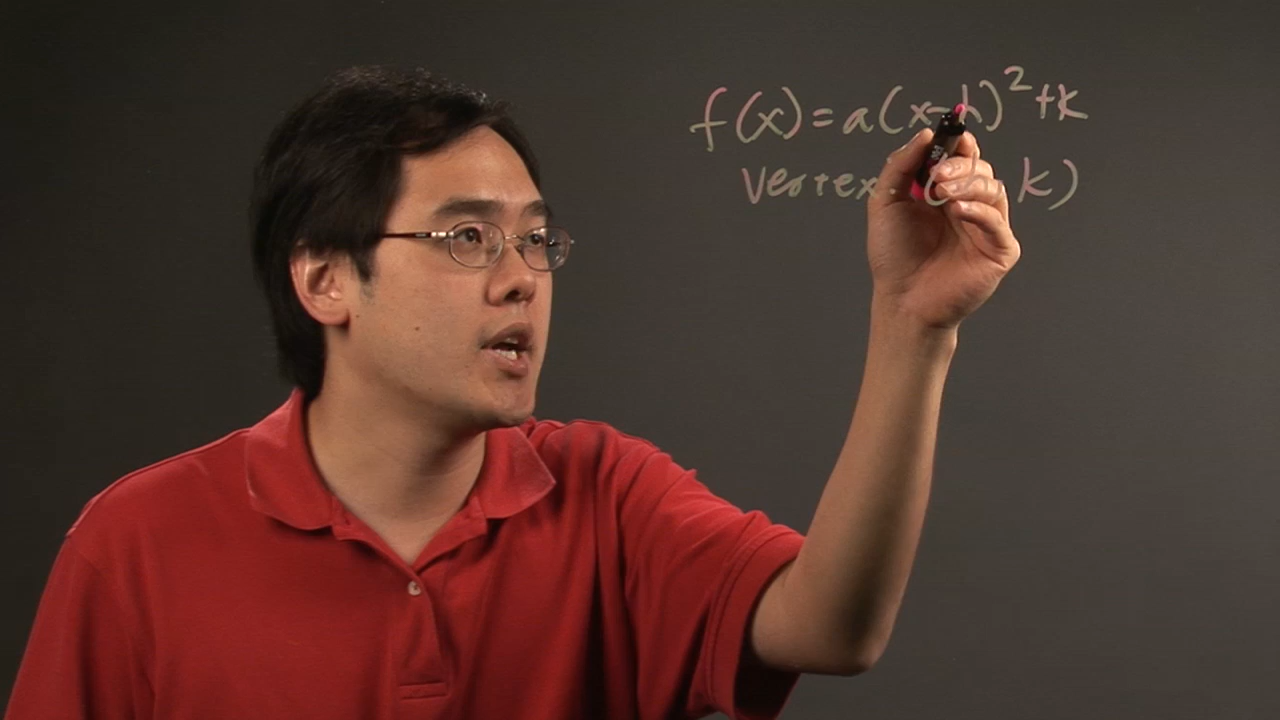 f(x)=a(x-h)²+k
Vertex: ( , k)